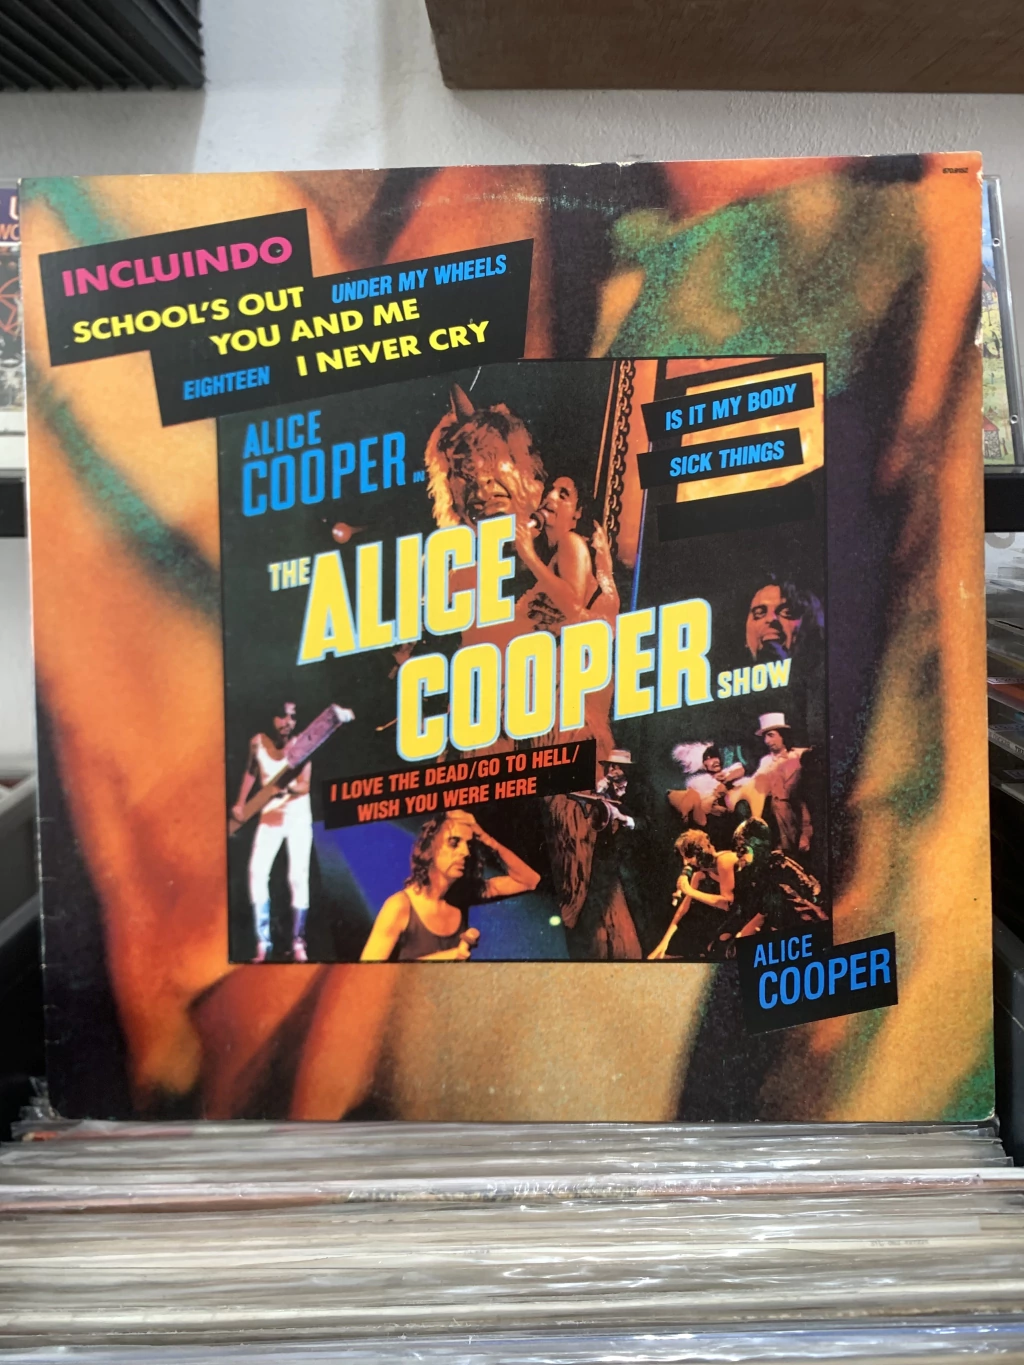 INCLUINDO
SCHOOL'S OUT
UNDER MY WHEELS
YOU AND ME
EIGHTEEN
I NEVER CRY
IS IT MY BODY
SICK THINGS
ALICE
COOPER IN
THE ALICE
COOPER SHOW
I LOVE THE DEAD/GO TO HELL/
WISH YOU WERE HERE
ALICE
COOPER